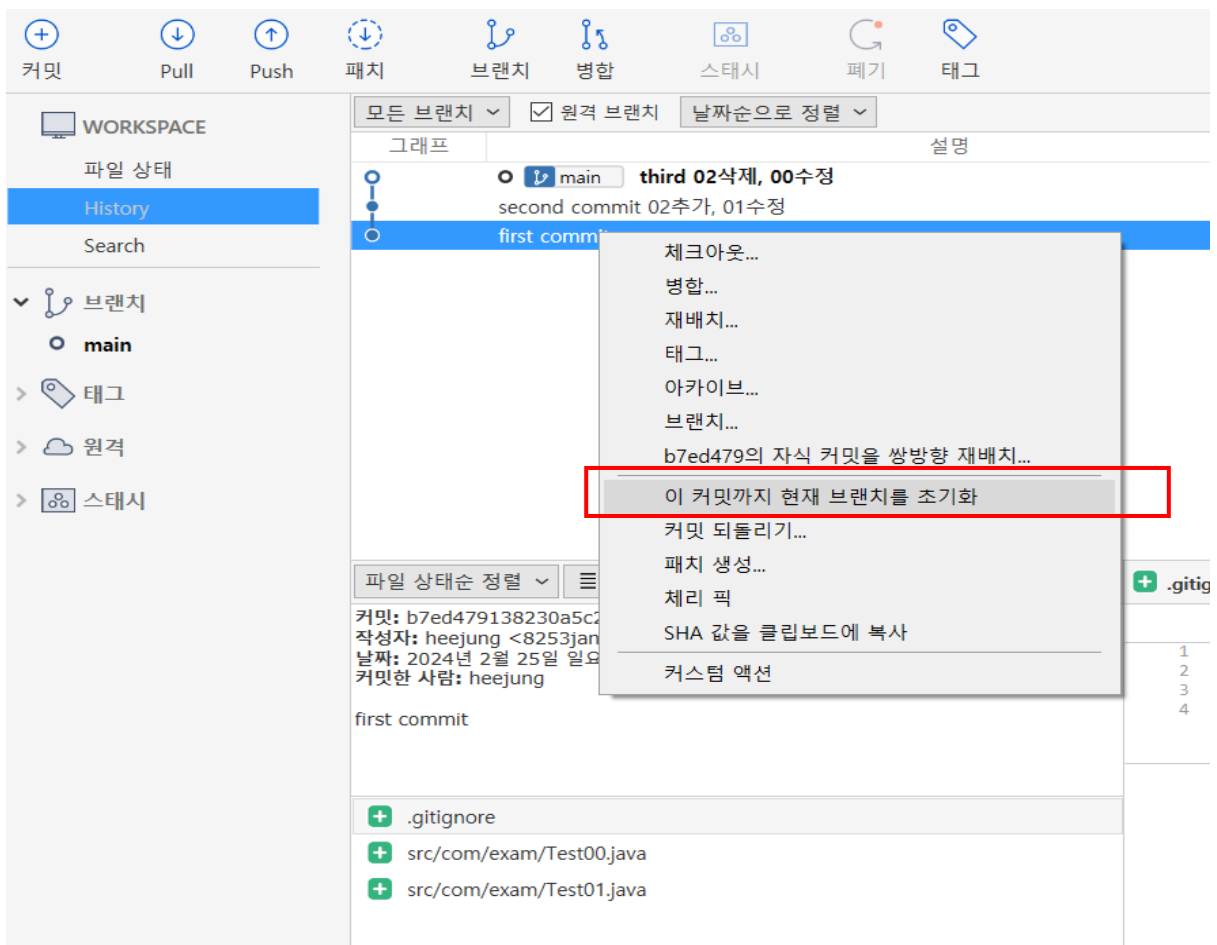 커밋 Pull Push 패치 브랜치 병합 스태시 폐기 태그
WORKSPACE
파일 상태
History
Search
브랜치
main
태그
원격
스태시
모든 브랜치 원격 브랜치 날짜순으로 정렬
그래프 설명
main third 02삭제, 00수정
second commit 02추가, 01수정
first comm
체크아웃...
병합...
재배치...
태그...
아카이브...
브랜치...
b7ed479의 자식 커밋을 쌍방향 재배치...
이 커밋까지 현재 브랜치를 초기화
커밋 되돌리기...
패치 생성...
체리 픽
SHA 값을 클립보드에 복사
커스텀 액션
파일 상태순 정렬
커밋: b7ed479138230a5c2
작성자: heejung <8253jan
날짜: 2024년 2월 25일 일요
커밋한 사람: heejung
first commit
.gitignore
src/com/exam/Test00.java
src/com/exam/Test01.java
.gitig
1
2
3
4